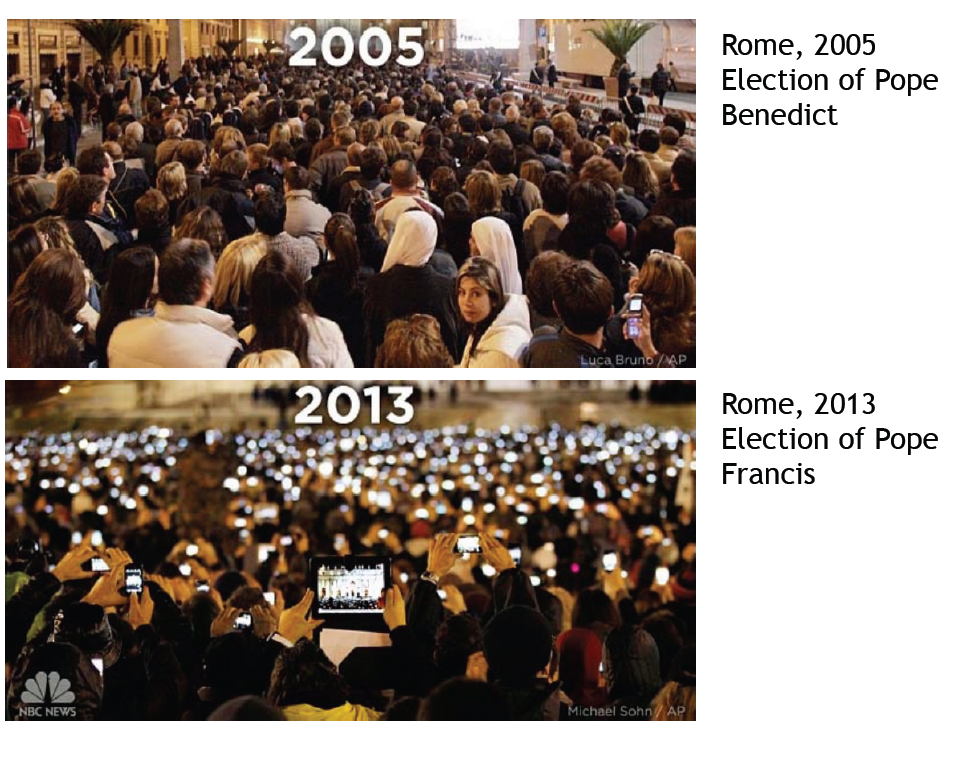 2005
Rome, 2005
Election of Pope
Benedict
Luca Bruno / AP
2013
Rome, 2013
Election of Pope
Francis
NBC NEWS
Michael Sohn / AP